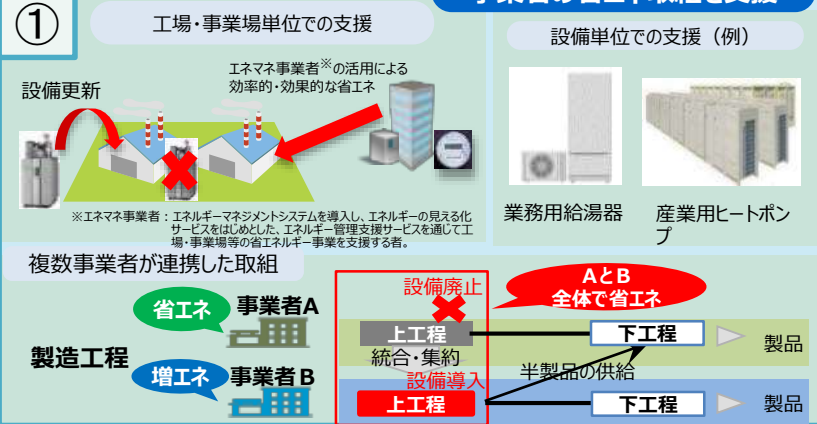 ①
工場・事業場単位での支援
設備更新
エネマネ事業者※の活用による
効率的・効果的な省エネ
※エネマネ事業者：エネルギーマネジメントシステムを導入し、エネルギーの見える化
サービスをはじめとした、エネルギー管理支援サービスを通じて工
場・事業場等の省エネルギー事業を支援する者。
設備単位での支援（例）
業務用給湯器
産業用ヒートポン
プ
複数事業者が連携した取組
製造工程
省エネ 事業者A
増エネ 事業者B
設備廃止
AとB
全体で省エネ
上工程
下工程
製品
統合・集約
設備導入
半製品の供給
上工程
下工程
製品